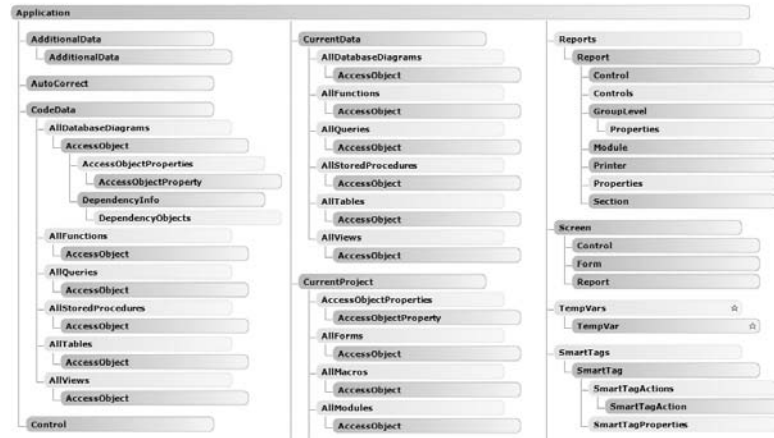 Application
AdditionalData
AdditionalData
AutoCorrect
CodeData
AllDatabaseDiagrams
AccessObject
AccessObjectProperties
AccessObjectProperty
DependencyInfo
DependencyObjects
AllFunctions
AccessObject
AllQueries
AccessObject
AllStoredProcedures
AccessObject
AllTables
AccessObject
AllViews
AccessObject
Control
CurrentData
AllDatabaseDiagrams
AccessObject
AllFunctions
AccessObject
AllQueries
AccessObject
AllStoredProcedures
AccessObject
AllTables
AccessObject
AllViews
AccessObject
CurrentProject
AccessObjectProperties
AccessObjectProperty
AllForms
AccessObject
AllMacros
AccessObject
AllModules
AccessObject
Reports
Report
Control
Controls
GroupLevel
Properties
Module
Printer
Properties
Section
Screen
Control
Form
Report
TempVars
TempVar
SmartTags
SmartTag
SmartTagActions
SmartTagAction
SmartTagProperties